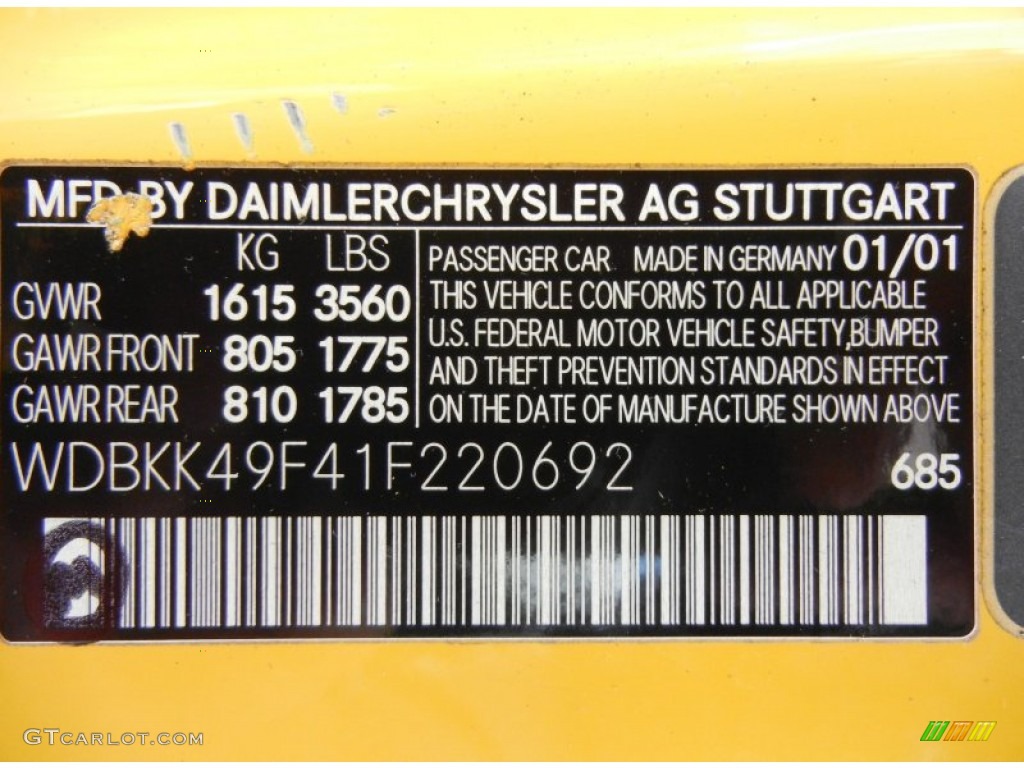 MFD BY DAIMLERCHRYSLER AG STUTTGART
KG LBS
GVWR 1615 3560
GAWR FRONT 805 1775
GAWR REAR 810 1785
PASSENGER CAR MADE IN GERMANY 01/01
THIS VEHICLE CONFORMS TO ALL APPLICABLE
U.S. FEDERAL MOTOR VEHICLE SAFETY,BUMPER
AND THEFT PREVENTION STANDARDS IN EFFECT
ON THE DATE OF MANUFACTURE SHOWN ABOVE
WDBKK49F41F220692 685
GTCARLOT.COM